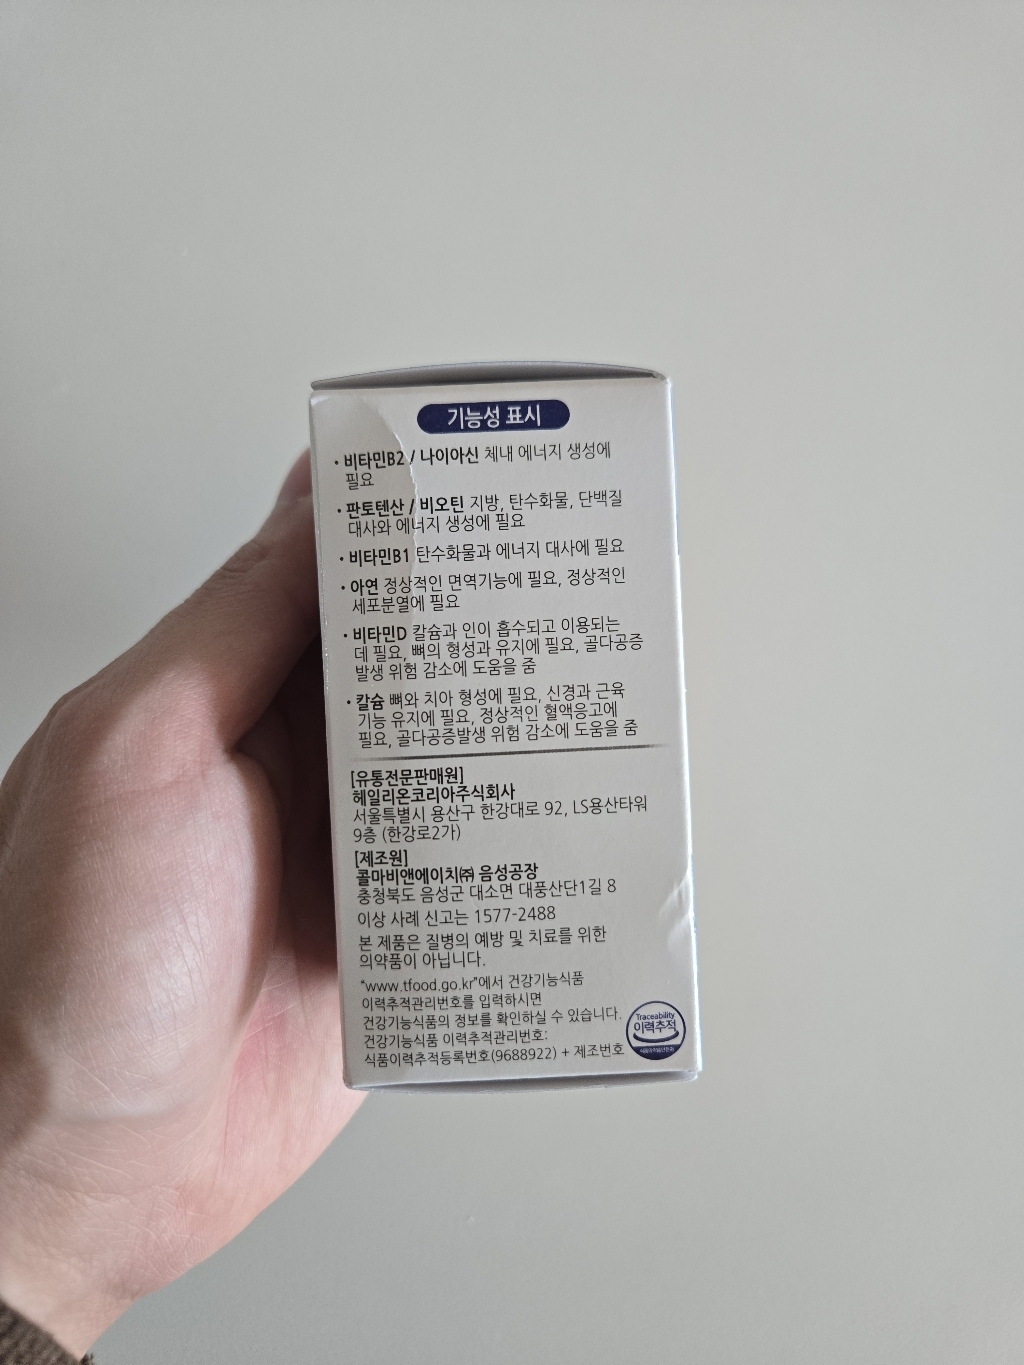 기능성 표시
• 비타민B2 / 나이아신 체내 에너지 생성에
필요
• 판토텐산 / 비오틴 지방, 탄수화물, 단백질
대사와 에너지 생성에 필요
• 비타민B1 탄수화물과 에너지 대사에 필요
• 아연 정상적인 면역기능에 필요, 정상적인
세포분열에 필요
• 비타민D 칼슘과 인이 흡수되고 이용되는
데 필요, 뼈의 형성과 유지에 필요, 골다공증
발생 위험 감소에 도움을 줌
• 칼슘 뼈와 치아 형성에 필요, 신경과 근육
기능 유지에 필요, 정상적인 혈액응고에
필요, 골다공증발생 위험 감소에 도움을 줌
[유통전문판매원]
헤일리온코리아주식회사
서울특별시 용산구 한강대로 92, LS용산타워
9층 (한강로2가)
[제조원]
콜마비앤에이치㈜ 음성공장
충청북도 음성군 대소면 대풍산단1길 8
이상 사례 신고는 1577-2488
본 제품은 질병의 예방 및 치료를 위한
의약품이 아닙니다.
"www.tfood.go.kr"에서 건강기능식품
이력추적관리번호를 입력하시면
건강기능식품의 정보를 확인하실 수 있습니다.
건강기능식품 이력추적관리번호:
식품이력추적등록번호(9688922) + 제조번호
Traceability
이력추적